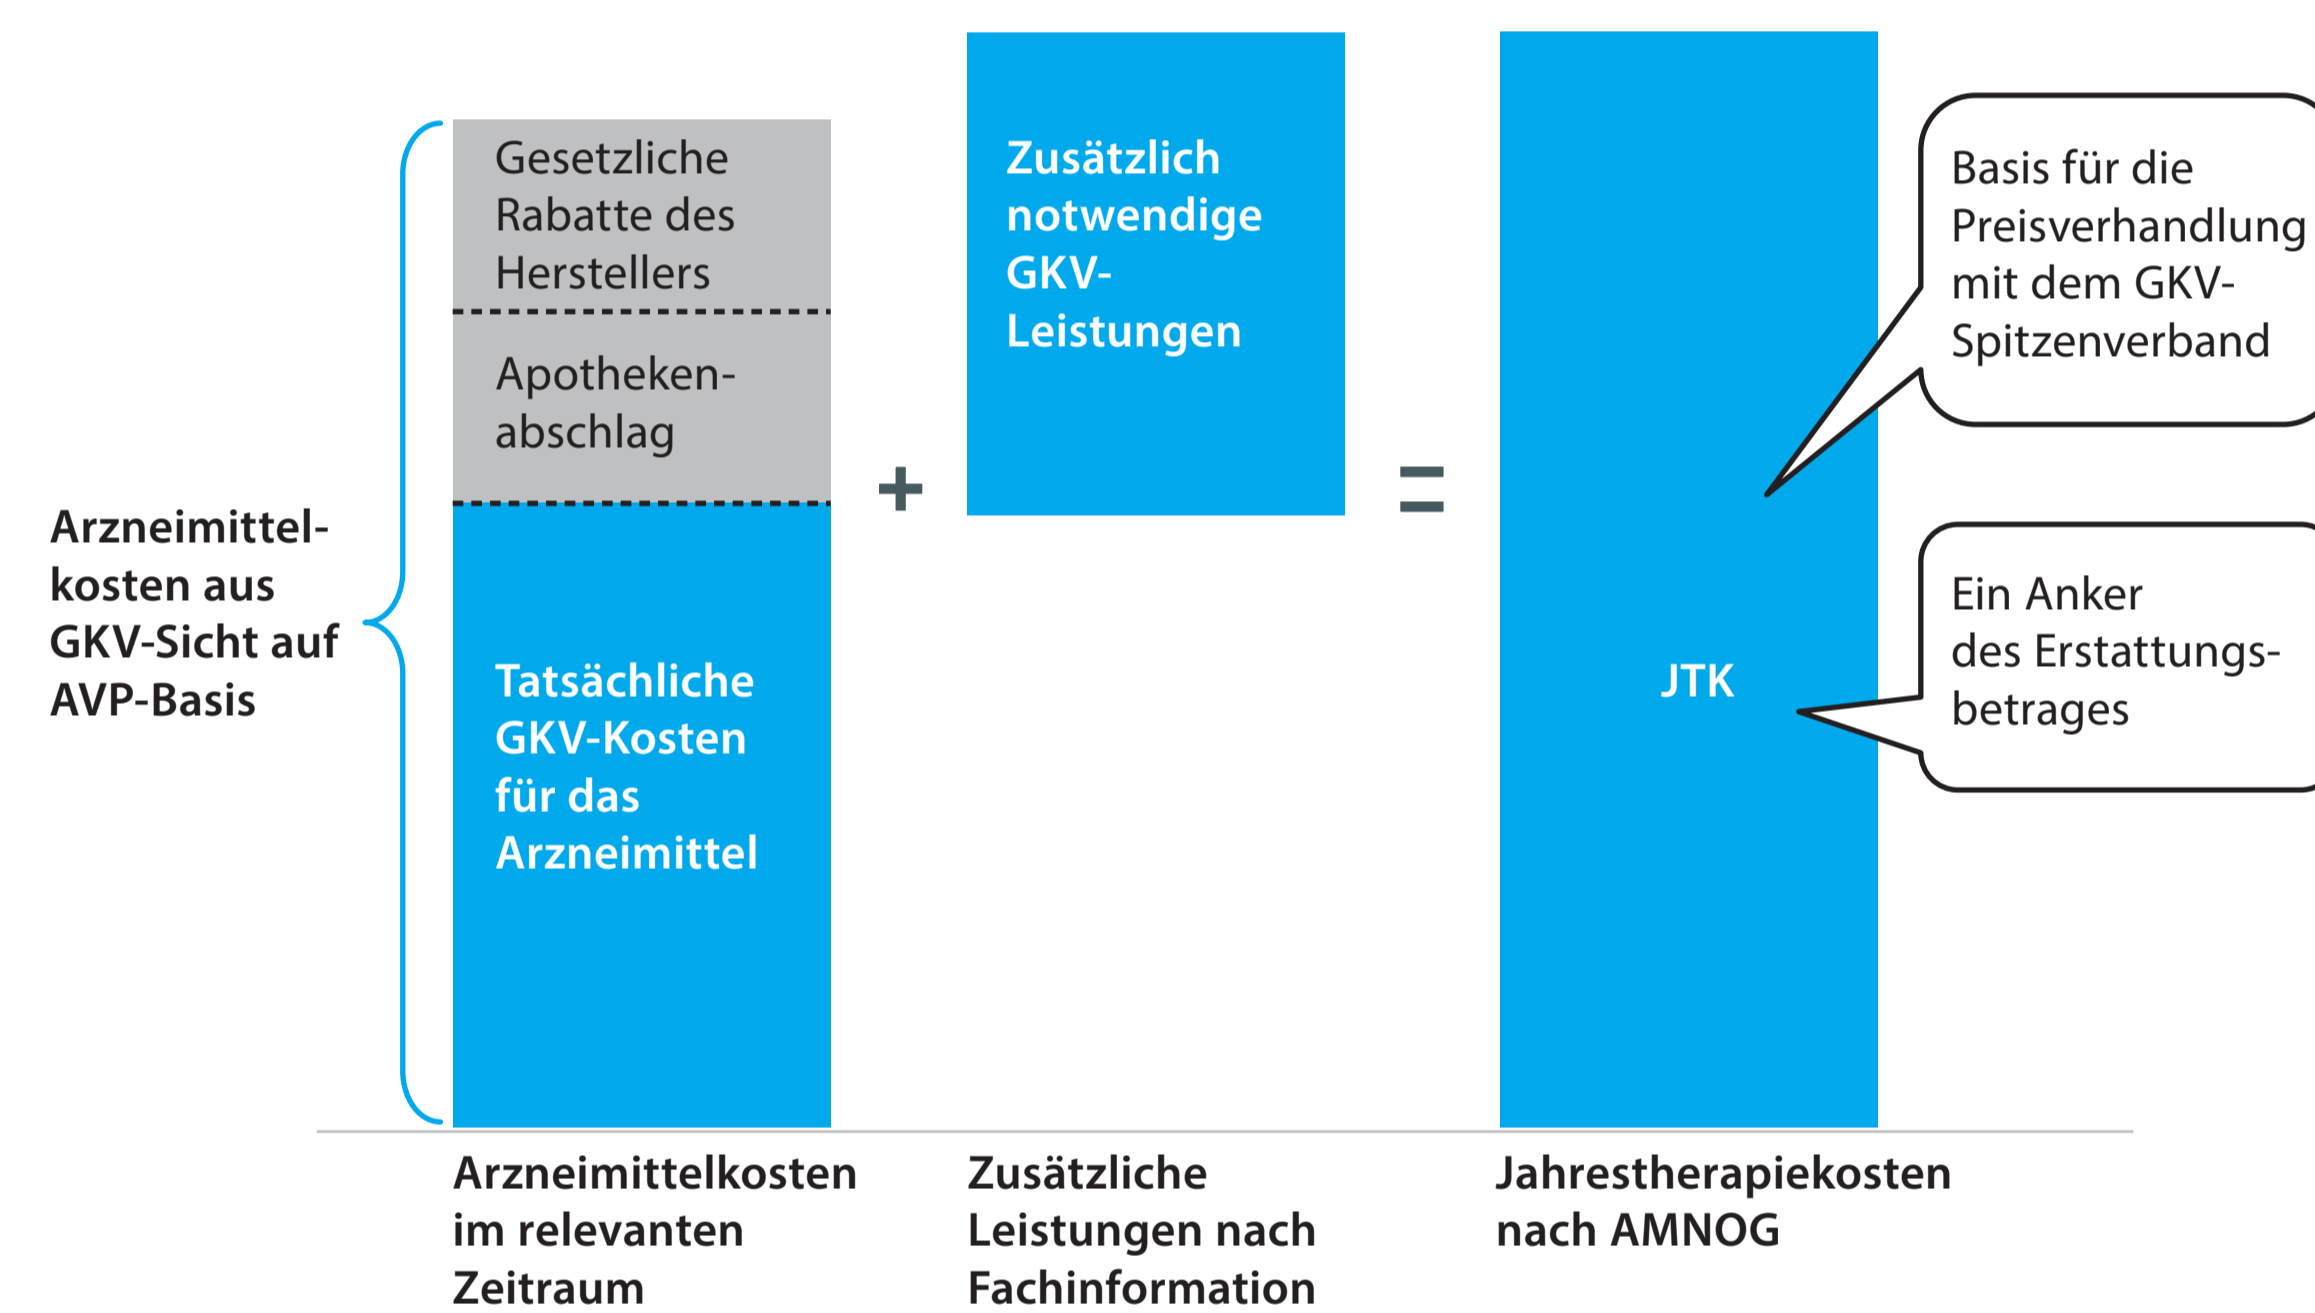 Arzneimittel-
kosten aus
GKV-Sicht auf
AVP-Basis
Gesetzliche
Rabatte des
Herstellers
Apotheken-
abschlag
Tatsächliche
GKV-Kosten
für das
Arzneimittel
+
Zusätzlich
notwendige
GKV-
Leistungen
=
JTK
Basis für die
Preisverhandlung
mit dem GKV-
Spitzenverband
Ein Anker
des Erstattungs-
betrages
Arzneimittelkosten
im relevanten
Zeitraum
Zusätzliche
Leistungen nach
Fachinformation
Jahrestherapiekosten
nach AMNOG